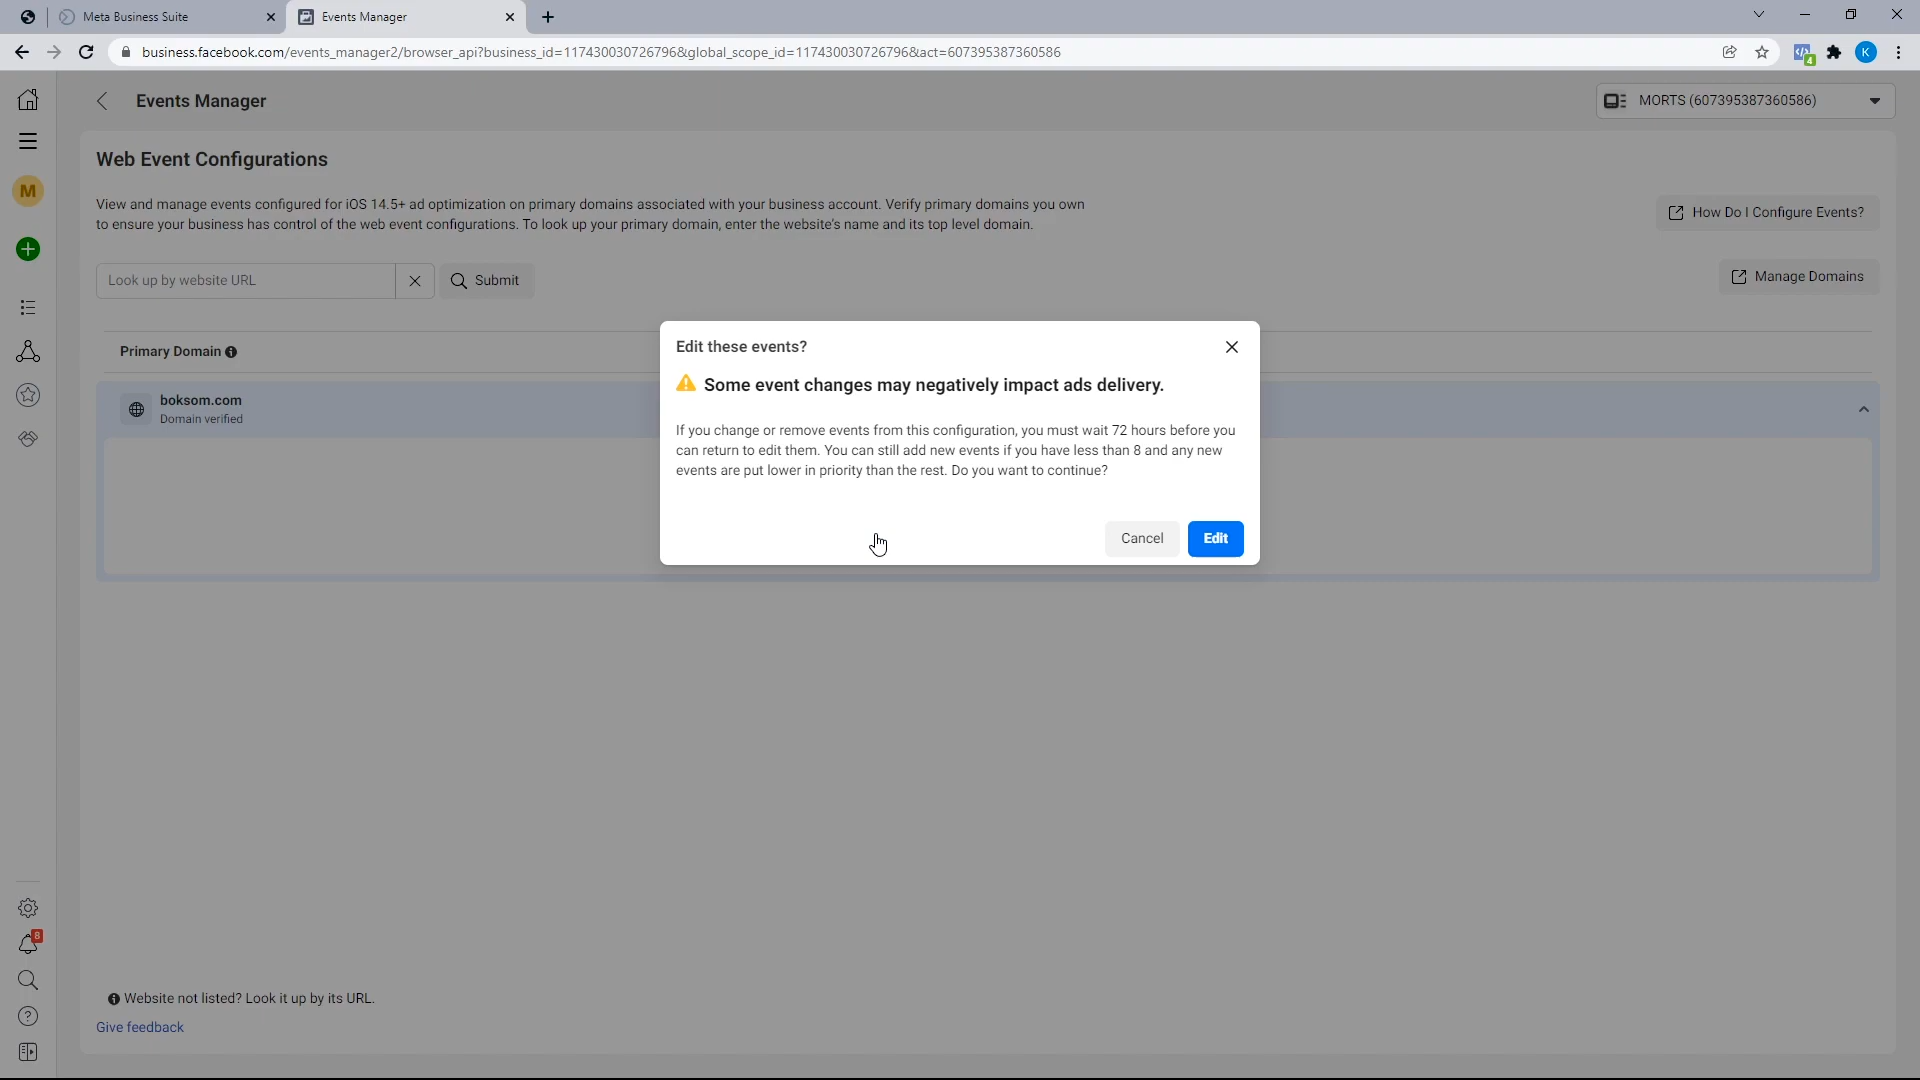 Meta Business Suite
Events Manager
business.facebook.com/events_manager2/browser_api?business_id=117430030726796&global_scope_id=117430030726796&act=607395387360586
4
K
Events Manager
MORTS (607395387360586)
M
Web Event Configurations
View and manage events configured for iOS 14.5+ ad optimization on primary domains associated with your business account. Verify primary domains you own
to ensure your business has control of the web event configurations. To look up your primary domain, enter the website's name and its top level domain.
How Do I Configure Events?
Look up by website URL
Submit
Manage Domains
Primary Domain
boksom.com
Domain verified
Edit these events?
Some event changes may negatively impact ads delivery.
If you change or remove events from this configuration, you must wait 72 hours before you
can return to edit them. You can still add new events if you have less than 8 and any new
events are put lower in priority than the rest. Do you want to continue?
Cancel
Edit
8
Website not listed? Look it up by its URL.
Give feedback